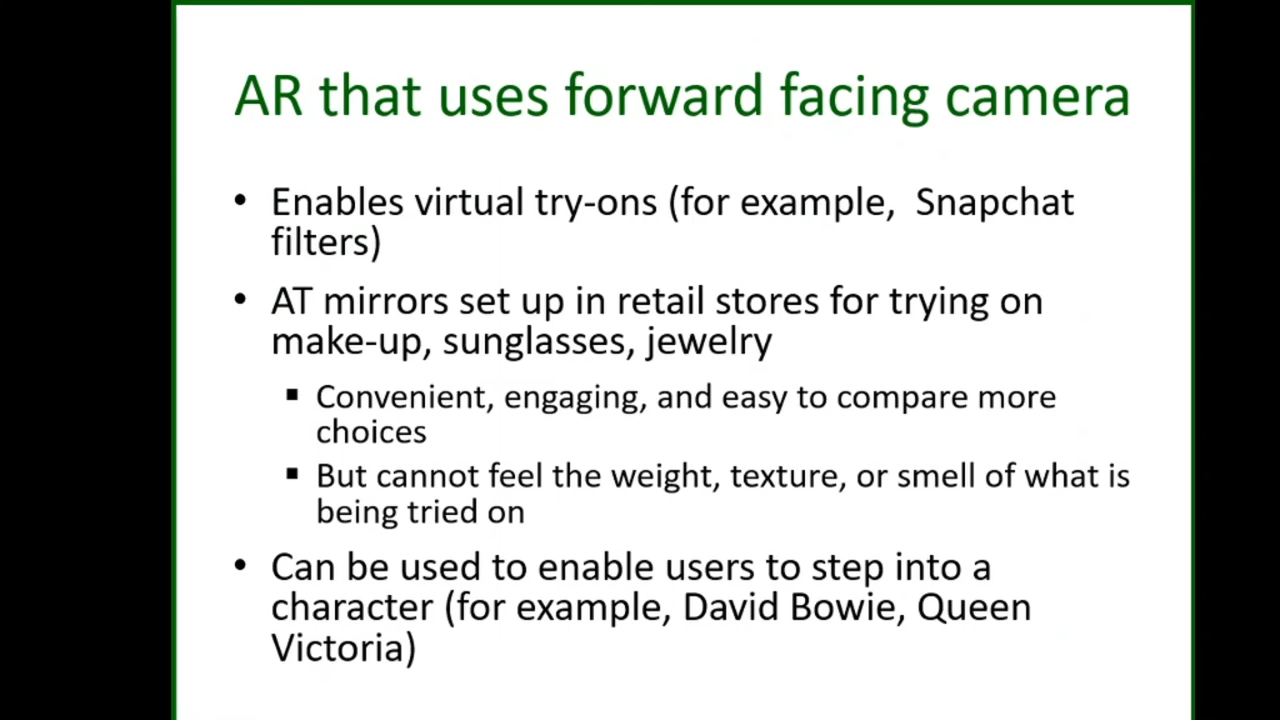 AR that uses forward facing camera
• Enables virtual try-ons (for example,  Snapchat
filters)
• AT mirrors set up in retail stores for trying on
make-up, sunglasses, jewelry
▪ Convenient, engaging, and easy to compare more
choices
▪ But cannot feel the weight, texture, or smell of what is
being tried on
• Can be used to enable users to step into a
character (for example, David Bowie, Queen
Victoria)